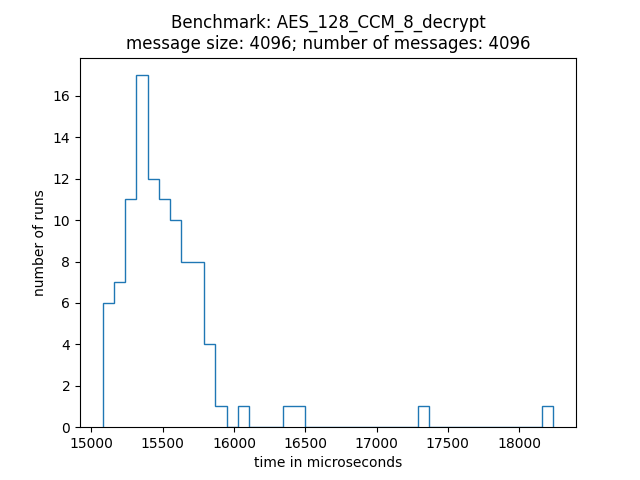 Benchmark: AES_128_CCM_8_decrypt
message size: 4096; number of messages: 4096
number of runs
16
14
12
10
8
6
4
2
0
15000 15500 16000 16500 17000 17500 18000
time in microseconds